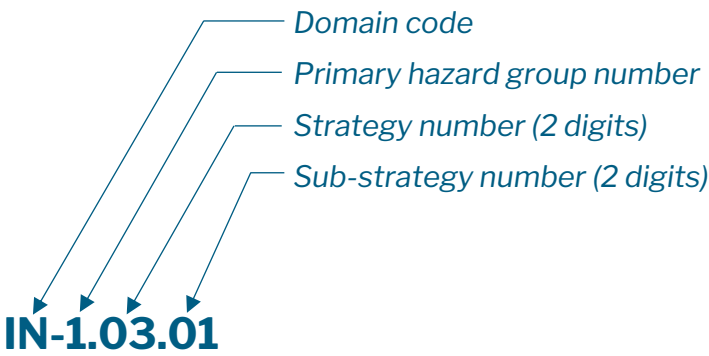 Domain code
Primary hazard group number
Strategy number (2 digits)
Sub-strategy number (2 digits)
IN-1.03.01